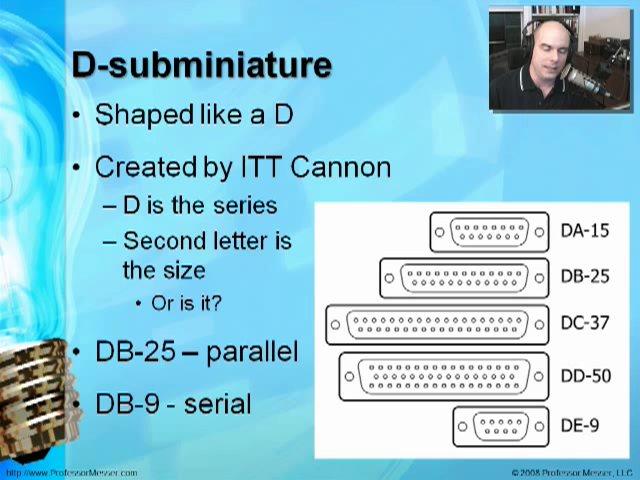 D-subminiature
• Shaped like a D
• Created by ITT Cannon
– D is the series
– Second letter is
the size
• Or is it?
• DB-25 – parallel
• DB-9 - serial
DA-15
DB-25
DC-37
DD-50
DE-9
http://www.ProfessorMesser.com
© 2008 Professor Messer, LLC